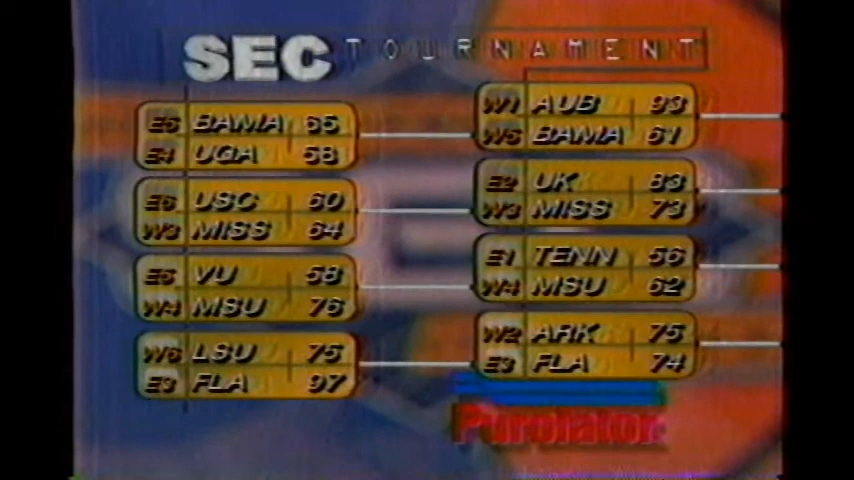 SEC TOURNAMENT
E6 BAMA 65
E4 UGA 58
E6 USC 60
W3 MISS 64
E5 VU 58
W4 MSU 76
W6 LSU 75
E3 FLA 97
W1 AUB 93
W5 BAMA 61
E2 UK 83
W3 MISS 73
E1 TENN 56
W4 MSU 62
W2 ARK 75
E3 FLA 74
Purolator